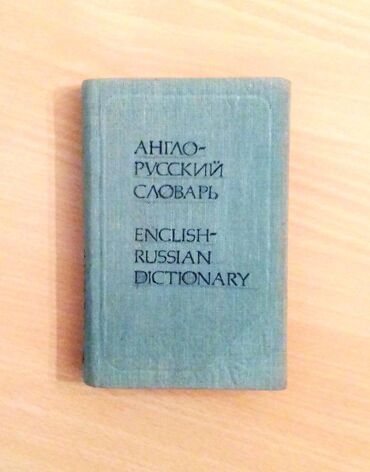 АНГЛО-
РУССКИЙ
СЛОВАРЬ
ENGLISH-
RUSSIAN
DICTIONARY